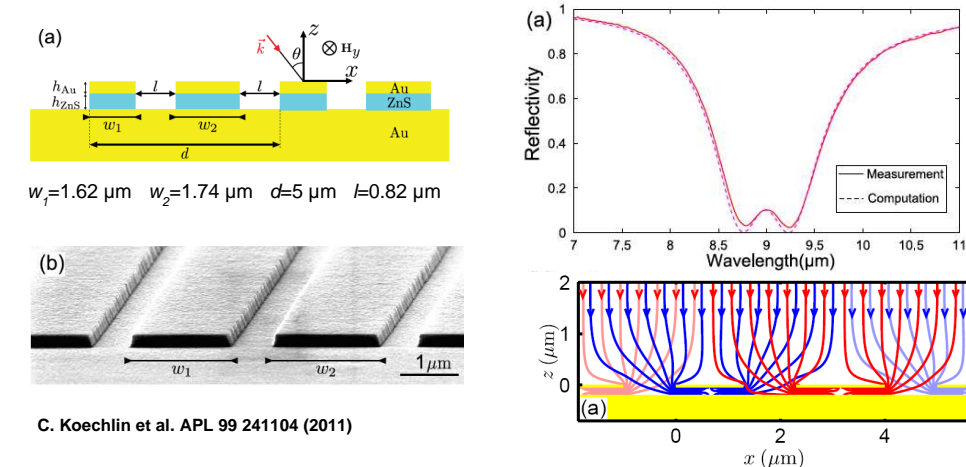 (a)
z
k θ ⊗ H_y
x
h_Au
h_ZnS
l l
Au
ZnS
w_1 w_2
Au
d
w_1=1.62 µm w_2=1.74 µm d=5 µm l=0.82 µm
(b)
w_1 w_2
1µm
C. Koechlin et al. APL 99 241104 (2011)
(a)
1
0.8
0.6
0.4
0.2
0
Reflectivity
Measurement
Computation
7 7.5 8 8.5 9 9.5 10 10.5 11
Wavelength(µm)
2
1
0
z (µm)
(a)
0 2 4
x (µm)